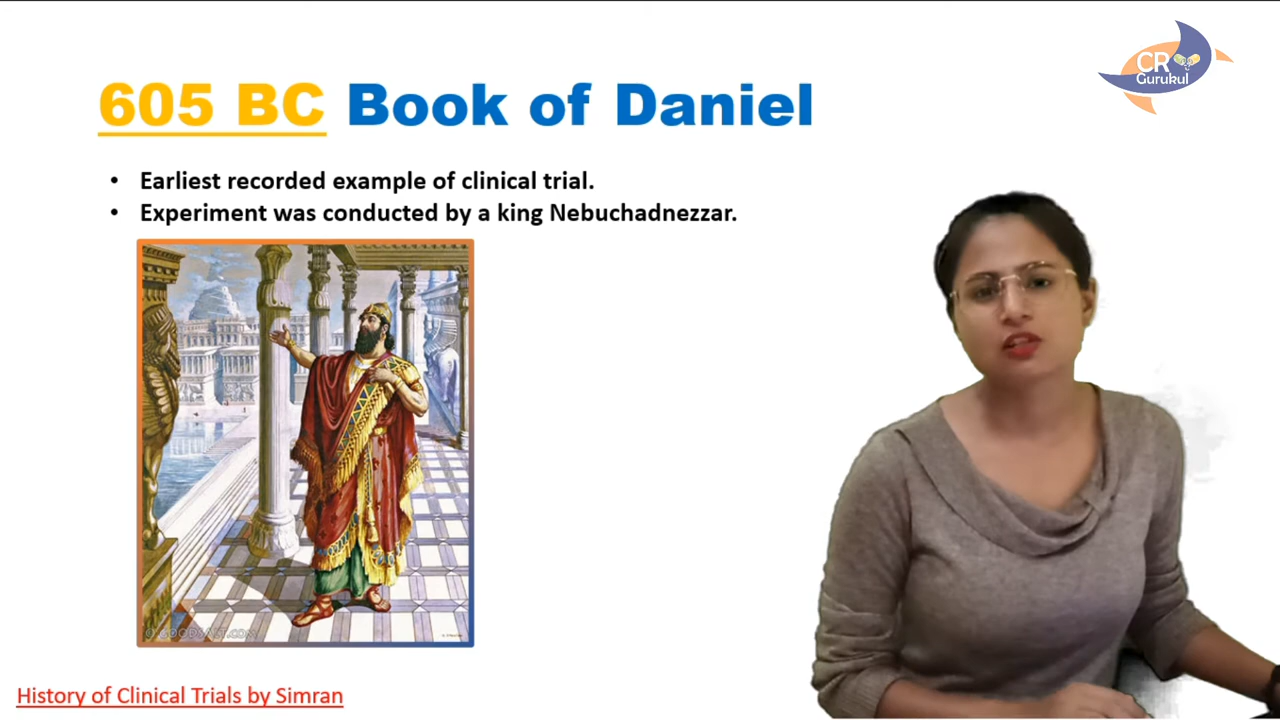 CR
Gurukul
605 BC Book of Daniel
• Earliest recorded example of clinical trial.
• Experiment was conducted by a king Nebuchadnezzar.
History of Clinical Trials by Simran